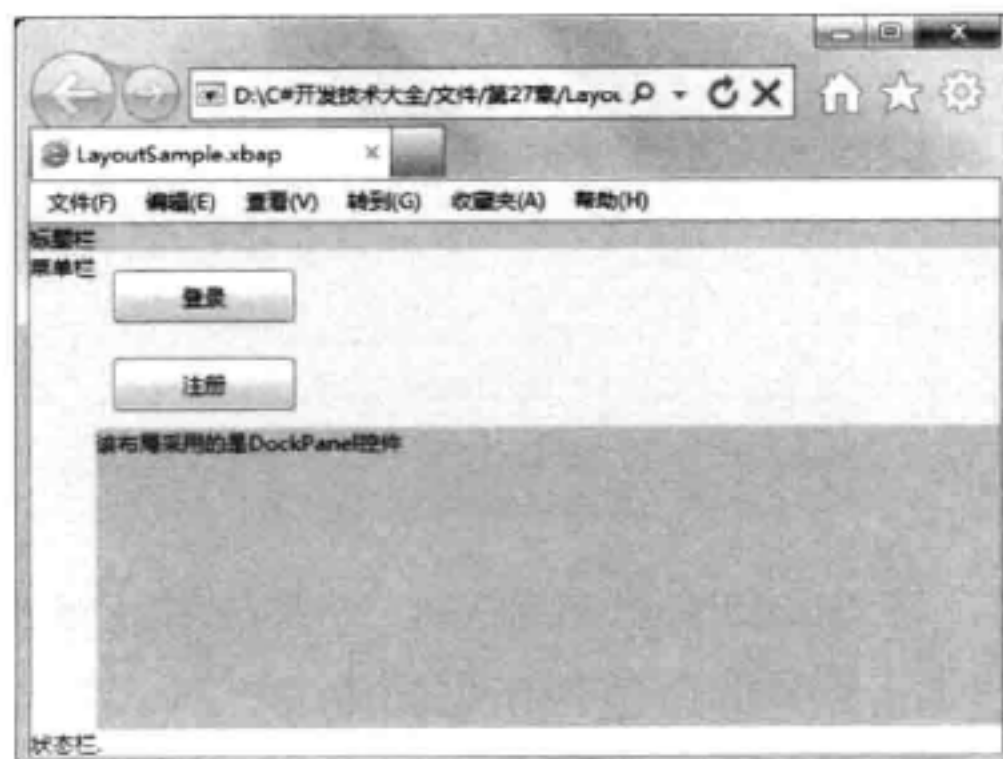 D:\C#开发技术大全/文件/第27章/Layou
LayoutSample.xbap
文件(F) 编辑(E) 查看(V) 转到(G) 收藏夹(A) 帮助(H)
标题栏
菜单栏
登录
注册
该布局采用的是DockPanel控件
状态栏.